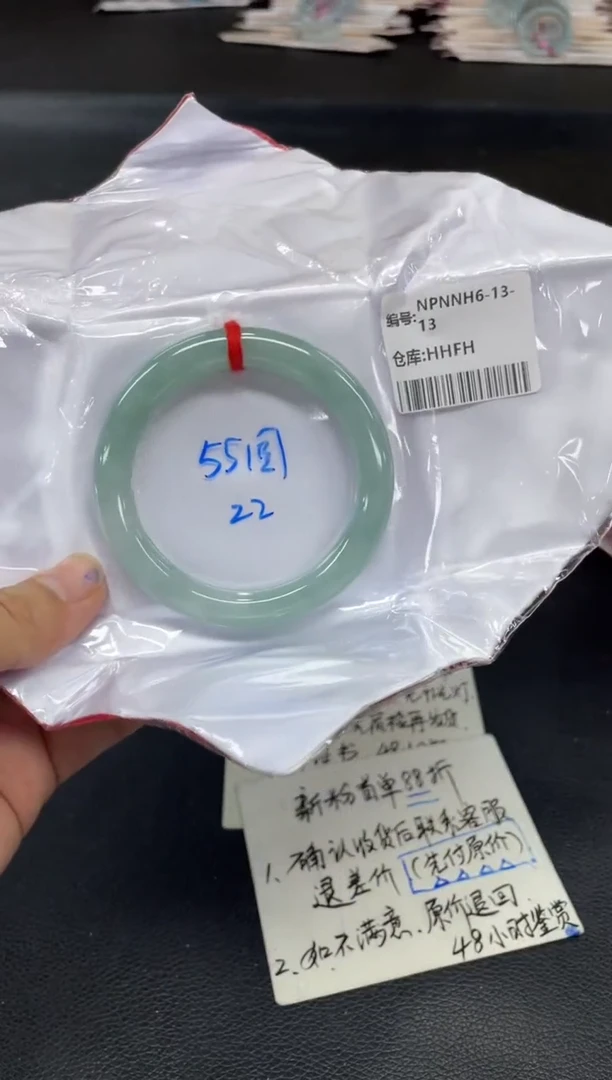 编号:NPNNH6-13-
13
仓库:HHFH
55圆
22
新粉首单88折
1、确认收货后联系客服
退差价(先付原价)
2、如不满意、原价退回
48小时鉴赏